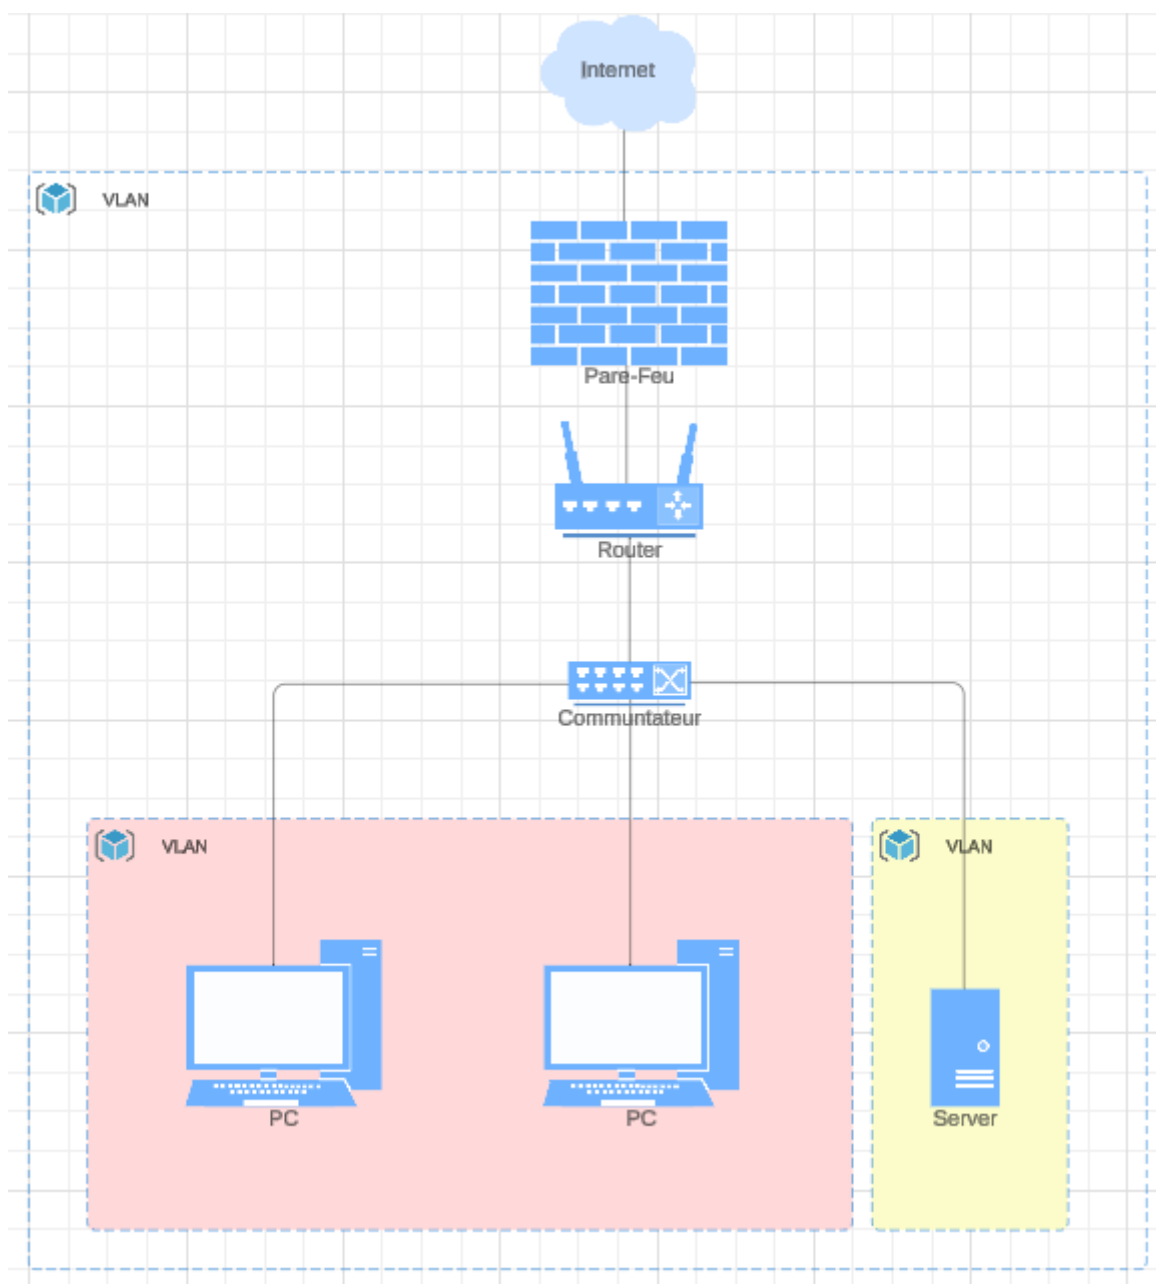 Internet
VLAN
Pare-Feu
Router
Communtateur
VLAN
VLAN
PC
PC
Server